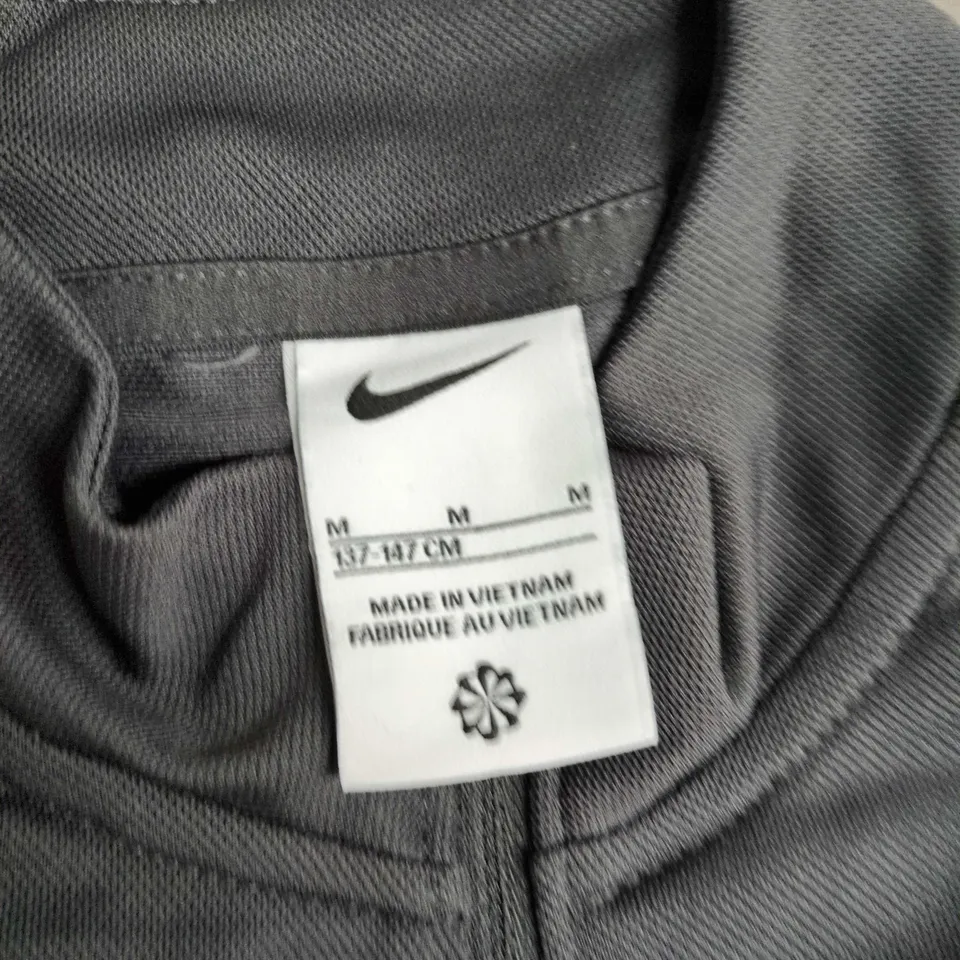 M M M
137-147 CM
MADE IN VIETNAM
FABRIQUE AU VIETNAM